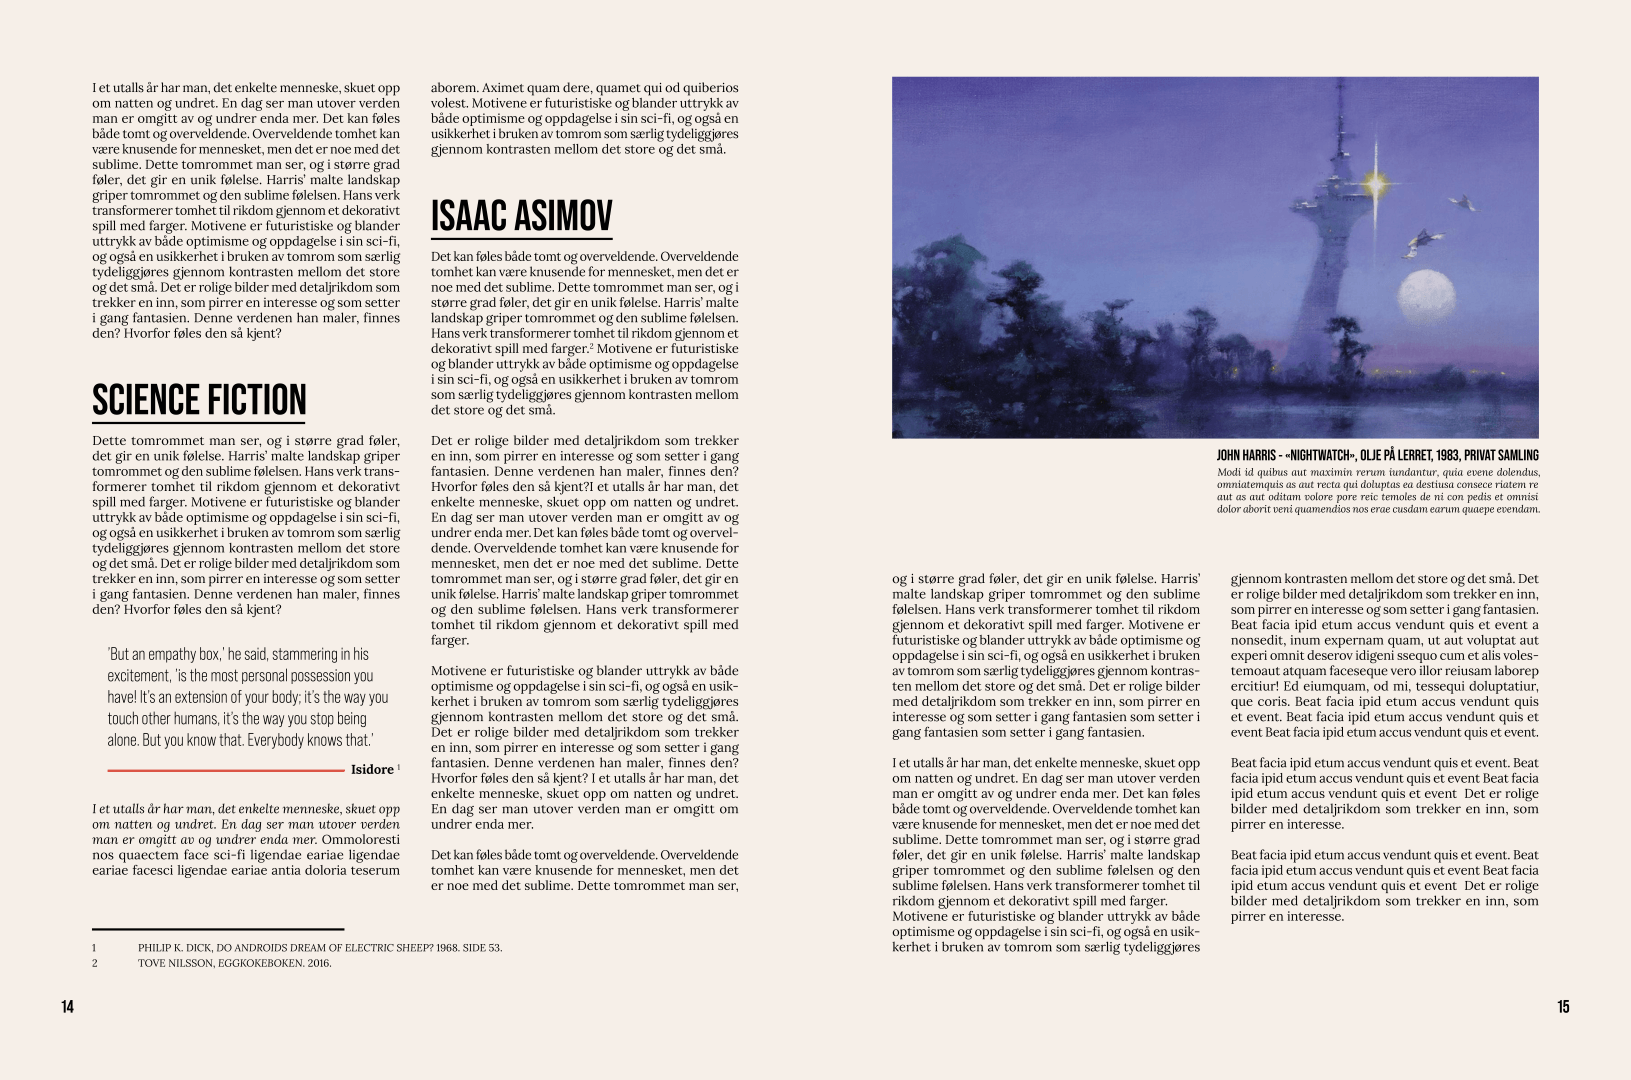 I et utalls år har man, det enkelte menneske, skuet opp
om natten og undret. En dag ser man utover verden
man er omgitt av og undrer enda mer. Det kan føles
både tomt og overveldende. Overveldende tomhet kan
være knusende for mennesket, men det er noe med det
sublime. Dette tomrommet man ser, og i større grad
føler, det gir en unik følelse. Harris’ malte landskap
griper tomrommet og den sublime følelsen. Hans verk
transformerer tomhet til rikdom gjennom et dekorativt
spill med farger. Motivene er futuristiske og blander
uttrykk av både optimisme og oppdagelse i sin sci-fi,
og også en usikkerhet i bruken av tomrom som særlig
tydeliggjøres gjennom kontrasten mellom det store
og det små. Det er rolige bilder med detaljrikdom som
trekker en inn, som pirrer en interesse og som setter
i gang fantasien. Denne verdenen han maler, finnes
den? Hvorfor føles den så kjent?
SCIENCE FICTION
Dette tomrommet man ser, og i større grad føler,
det gir en unik følelse. Harris’ malte landskap griper
tomrommet og den sublime følelsen. Hans verk trans-
formerer tomhet til rikdom gjennom et dekorativt
spill med farger. Motivene er futuristiske og blander
uttrykk av både optimisme og oppdagelse i sin sci-fi,
og også en usikkerhet i bruken av tomrom som særlig
tydeliggjøres gjennom kontrasten mellom det store
og det små. Det er rolige bilder med detaljrikdom som
trekker en inn, som pirrer en interesse og som setter
i gang fantasien. Denne verdenen han maler, finnes
den? Hvorfor føles den så kjent?
’But an empathy box,’ he said, stammering in his
excitement, ’is the most personal possession you
have! It’s an extension of your body; it’s the way you
touch other humans, it’s the way you stop being
alone. But you know that. Everybody knows that.’
Isidore 1
I et utalls år har man, det enkelte menneske, skuet opp
om natten og undret. En dag ser man utover verden
man er omgitt av og undrer enda mer. Ommoloresti
nos quaectem face sci-fi ligendae eariae ligendae
eariae facesci ligendae eariae antia doloria teserum
aborem. Aximet quam dere, quamet qui od quiberios
volest. Motivene er futuristiske og blander uttrykk av
både optimisme og oppdagelse i sin sci-fi, og også en
usikkerhet i bruken av tomrom som særlig tydeliggjøres
gjennom kontrasten mellom det store og det små.
ISAAC ASIMOV
Det kan føles både tomt og overveldende. Overveldende
tomhet kan være knusende for mennesket, men det er
noe med det sublime. Dette tomrommet man ser, og i
større grad føler, det gir en unik følelse. Harris’ malte
landskap griper tomrommet og den sublime følelsen.
Hans verk transformerer tomhet til rikdom gjennom et
dekorativt spill med farger.2 Motivene er futuristiske
og blander uttrykk av både optimisme og oppdagelse
i sin sci-fi, og også en usikkerhet i bruken av tomrom
som særlig tydeliggjøres gjennom kontrasten mellom
det store og det små.
Det er rolige bilder med detaljrikdom som trekker
en inn, som pirrer en interesse og som setter i gang
fantasien. Denne verdenen han maler, finnes den?
Hvorfor føles den så kjent?I et utalls år har man, det
enkelte menneske, skuet opp om natten og undret.
En dag ser man utover verden man er omgitt av og
undrer enda mer. Det kan føles både tomt og overvel-
dende. Overveldende tomhet kan være knusende for
mennesket, men det er noe med det sublime. Dette
tomrommet man ser, og i større grad føler, det gir en
unik følelse. Harris’ malte landskap griper tomrommet
og den sublime følelsen. Hans verk transformerer
tomhet til rikdom gjennom et dekorativt spill med
farger.
Motivene er futuristiske og blander uttrykk av både
optimisme og oppdagelse i sin sci-fi, og også en usik-
kerhet i bruken av tomrom som særlig tydeliggjøres
gjennom kontrasten mellom det store og det små.
Det er rolige bilder med detaljrikdom som trekker
en inn, som pirrer en interesse og som setter i gang
fantasien. Denne verdenen han maler, finnes den?
Hvorfor føles den så kjent? I et utalls år har man, det
enkelte menneske, skuet opp om natten og undret.
En dag ser man utover verden man er omgitt om
undrer enda mer.
Det kan føles både tomt og overveldende. Overveldende
tomhet kan være knusende for mennesket, men det
er noe med det sublime. Dette tomrommet man ser,
1 PHILIP K. DICK, DO ANDROIDS DREAM OF ELECTRIC SHEEP? 1968. SIDE 53.
2 TOVE NILSSON, EGGKOKEBOKEN. 2016.
14
JOHN HARRIS - «NIGHTWATCH», OLJE PÅ LERRET, 1983, PRIVAT SAMLING
Modi id quibus aut maximin rerum iundantur, quia evene dolendus,
omniatemquis as aut recta qui doluptas ea destiusa consece riatem re
aut as aut oditam volore pore reic temoles de ni con pedis et omnisi
dolor aborit veni quamendios nos erae cusdam earum quaepe evendam.
og i større grad føler, det gir en unik følelse. Harris’
malte landskap griper tomrommet og den sublime
følelsen. Hans verk transformerer tomhet til rikdom
gjennom et dekorativt spill med farger. Motivene er
futuristiske og blander uttrykk av både optimisme og
oppdagelse i sin sci-fi, og også en usikkerhet i bruken
av tomrom som særlig tydeliggjøres gjennom kontras-
ten mellom det store og det små. Det er rolige bilder
med detaljrikdom som trekker en inn, som pirrer en
interesse og som setter i gang fantasien som setter i
gang fantasien som setter i gang fantasien.
I et utalls år har man, det enkelte menneske, skuet opp
om natten og undret. En dag ser man utover verden
man er omgitt av og undrer enda mer. Det kan føles
både tomt og overveldende. Overveldende tomhet kan
være knusende for mennesket, men det er noe med det
sublime. Dette tomrommet man ser, og i større grad
føler, det gir en unik følelse. Harris’ malte landskap
griper tomrommet og den sublime følelsen og den
sublime følelsen. Hans verk transformerer tomhet til
rikdom gjennom et dekorativt spill med farger.
Motivene er futuristiske og blander uttrykk av både
optimisme og oppdagelse i sin sci-fi, og også en usik-
kerhet i bruken av tomrom som særlig tydeliggjøres
gjennom kontrasten mellom det store og det små. Det
er rolige bilder med detaljrikdom som trekker en inn,
som pirrer en interesse og som setter i gang fantasien.
Beat facia ipid etum accus vendunt quis et event a
nonsedit, inum expernam quam, ut aut voluptat aut
experi omnit deserov idigeni ssequo cum et alis voles-
temoaut atquam faceseque vero illor reiusam laborep
ercitiur! Ed eiumquam, od mi, tessequi doluptatiur,
que coris. Beat facia ipid etum accus vendunt quis
et event. Beat facia ipid etum accus vendunt quis et
event Beat facia ipid etum accus vendunt quis et event.
Beat facia ipid etum accus vendunt quis et event. Beat
facia ipid etum accus vendunt quis et event Beat facia
ipid etum accus vendunt quis et event Det er rolige
bilder med detaljrikdom som trekker en inn, som
pirrer en interesse.
Beat facia ipid etum accus vendunt quis et event. Beat
facia ipid etum accus vendunt quis et event Beat facia
ipid etum accus vendunt quis et event Det er rolige
bilder med detaljrikdom som trekker en inn, som
pirrer en interesse.
15